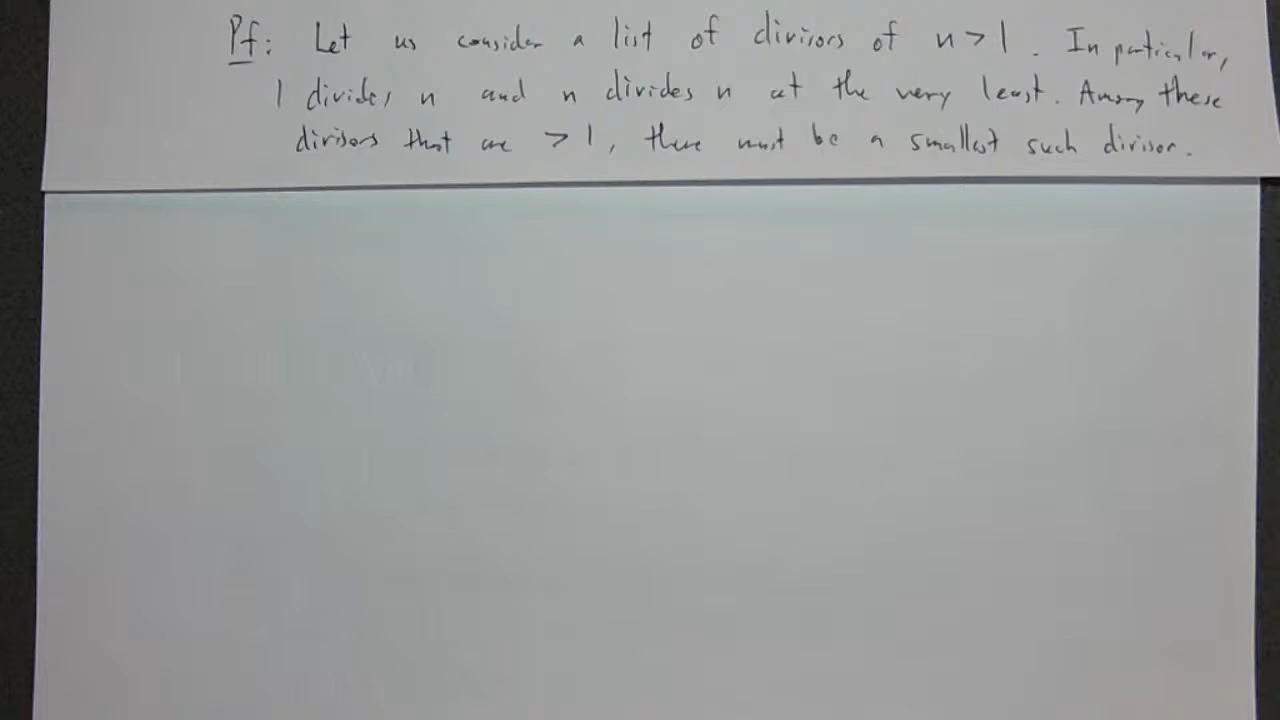 Pf: Let us consider a list of divisors of n > 1. In particular,
1 divides n and n divides n at the very least. Among these
divisors that are > 1, there must be a smallest such divisor.